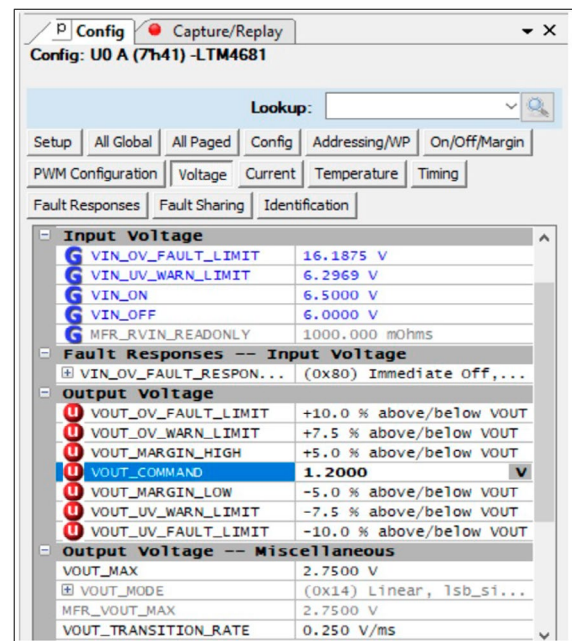 P Config Capture/Replay
Config: U0 A (7'h41) -LTM4681
Lookup:
Setup All Global All Paged Config Addressing/WP On/Off/Margin
PWM Configuration Voltage Current Temperature Timing
Fault Responses Fault Sharing Identification
Input Voltage
G VIN_OV_FAULT_LIMIT 16.1875 V
G VIN_UV_WARN_LIMIT 6.2969 V
G VIN_ON 6.5000 V
G VIN_OFF 6.0000 V
G MFR_RVIN_READONLY 1000.000 mOhms
Fault Responses -- Input Voltage
VIN_OV_FAULT_RESPON... (0x80) Immediate Off,...
Output Voltage
U VOUT_OV_FAULT_LIMIT +10.0 % above/below VOUT
U VOUT_OV_WARN_LIMIT +7.5 % above/below VOUT
U VOUT_MARGIN_HIGH +5.0 % above/below VOUT
U VOUT_COMMAND 1.2000 V
U VOUT_MARGIN_LOW -5.0 % above/below VOUT
U VOUT_UV_WARN_LIMIT -7.5 % above/below VOUT
U VOUT_UV_FAULT_LIMIT -10.0 % above/below VOUT
Output Voltage -- Miscellaneous
VOUT_MAX 2.7500 V
VOUT_MODE (0x14) Linear, lsb_si...
MFR_VOUT_MAX 2.7500 V
VOUT_TRANSITION_RATE 0.250 V/ms